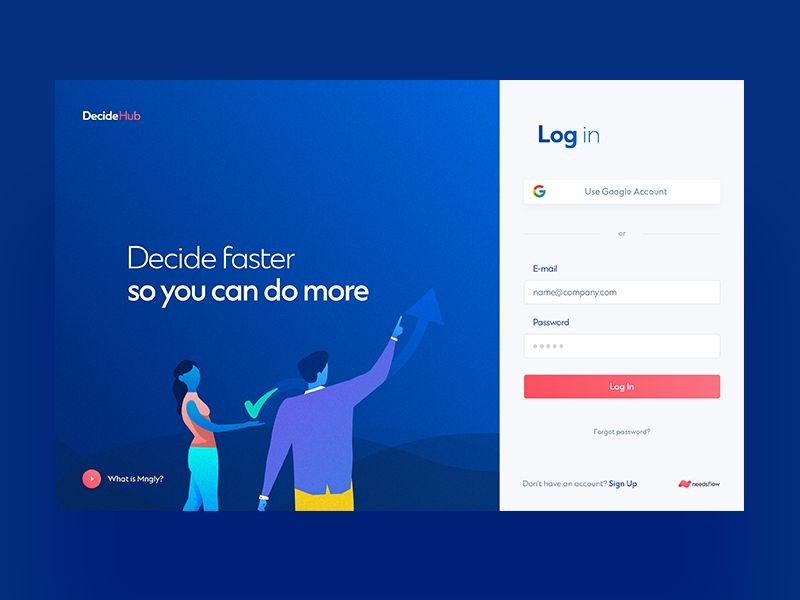 DecideHub
Decide faster
so you can do more
What is Mngly?
Log in
Use Google Account
or
E-mail
name@company.com
Password
Log In
Forgot password?
Don't have an account? Sign Up
needsflow